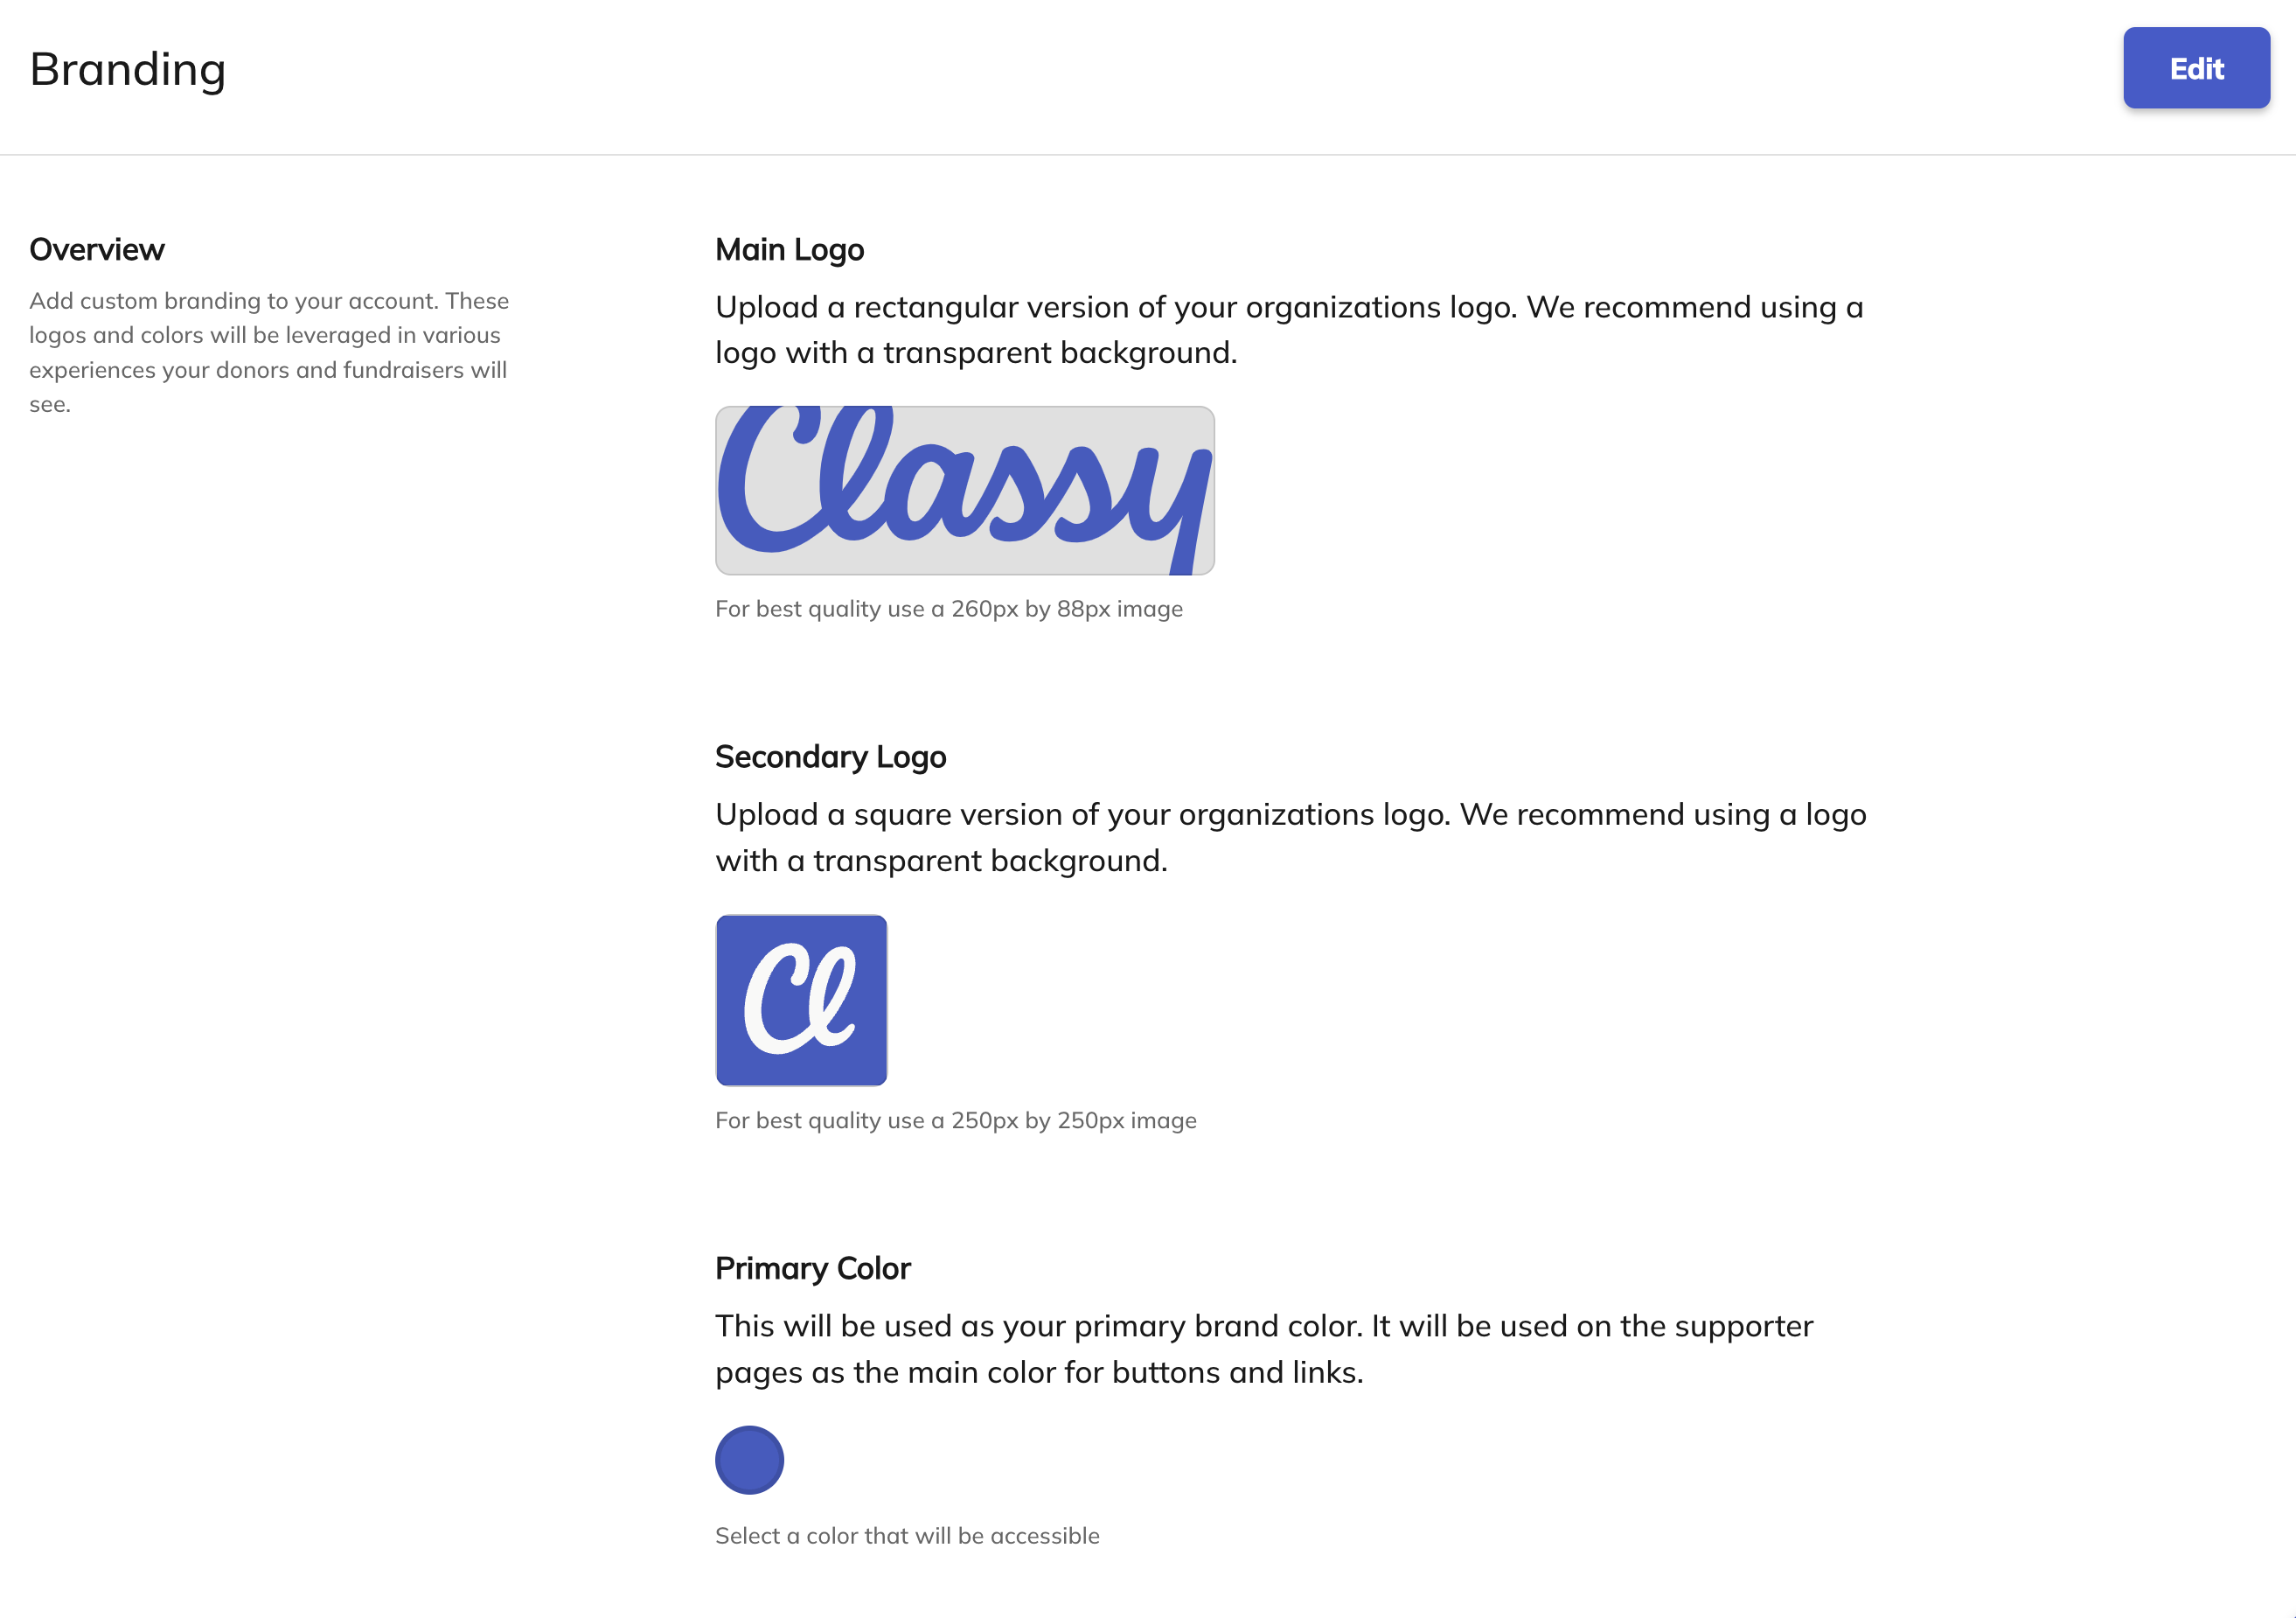 Branding
Edit
Overview
Add custom branding to your account. These
logos and colors will be leveraged in various
experiences your donors and fundraisers will
see.
Main Logo
Upload a rectangular version of your organizations logo. We recommend using a
logo with a transparent background.
Classy
For best quality use a 260px by 88px image
Secondary Logo
Upload a square version of your organizations logo. We recommend using a logo
with a transparent background.
Cl
For best quality use a 250px by 250px image
Primary Color
This will be used as your primary brand color. It will be used on the supporter
pages as the main color for buttons and links.
Select a color that will be accessible